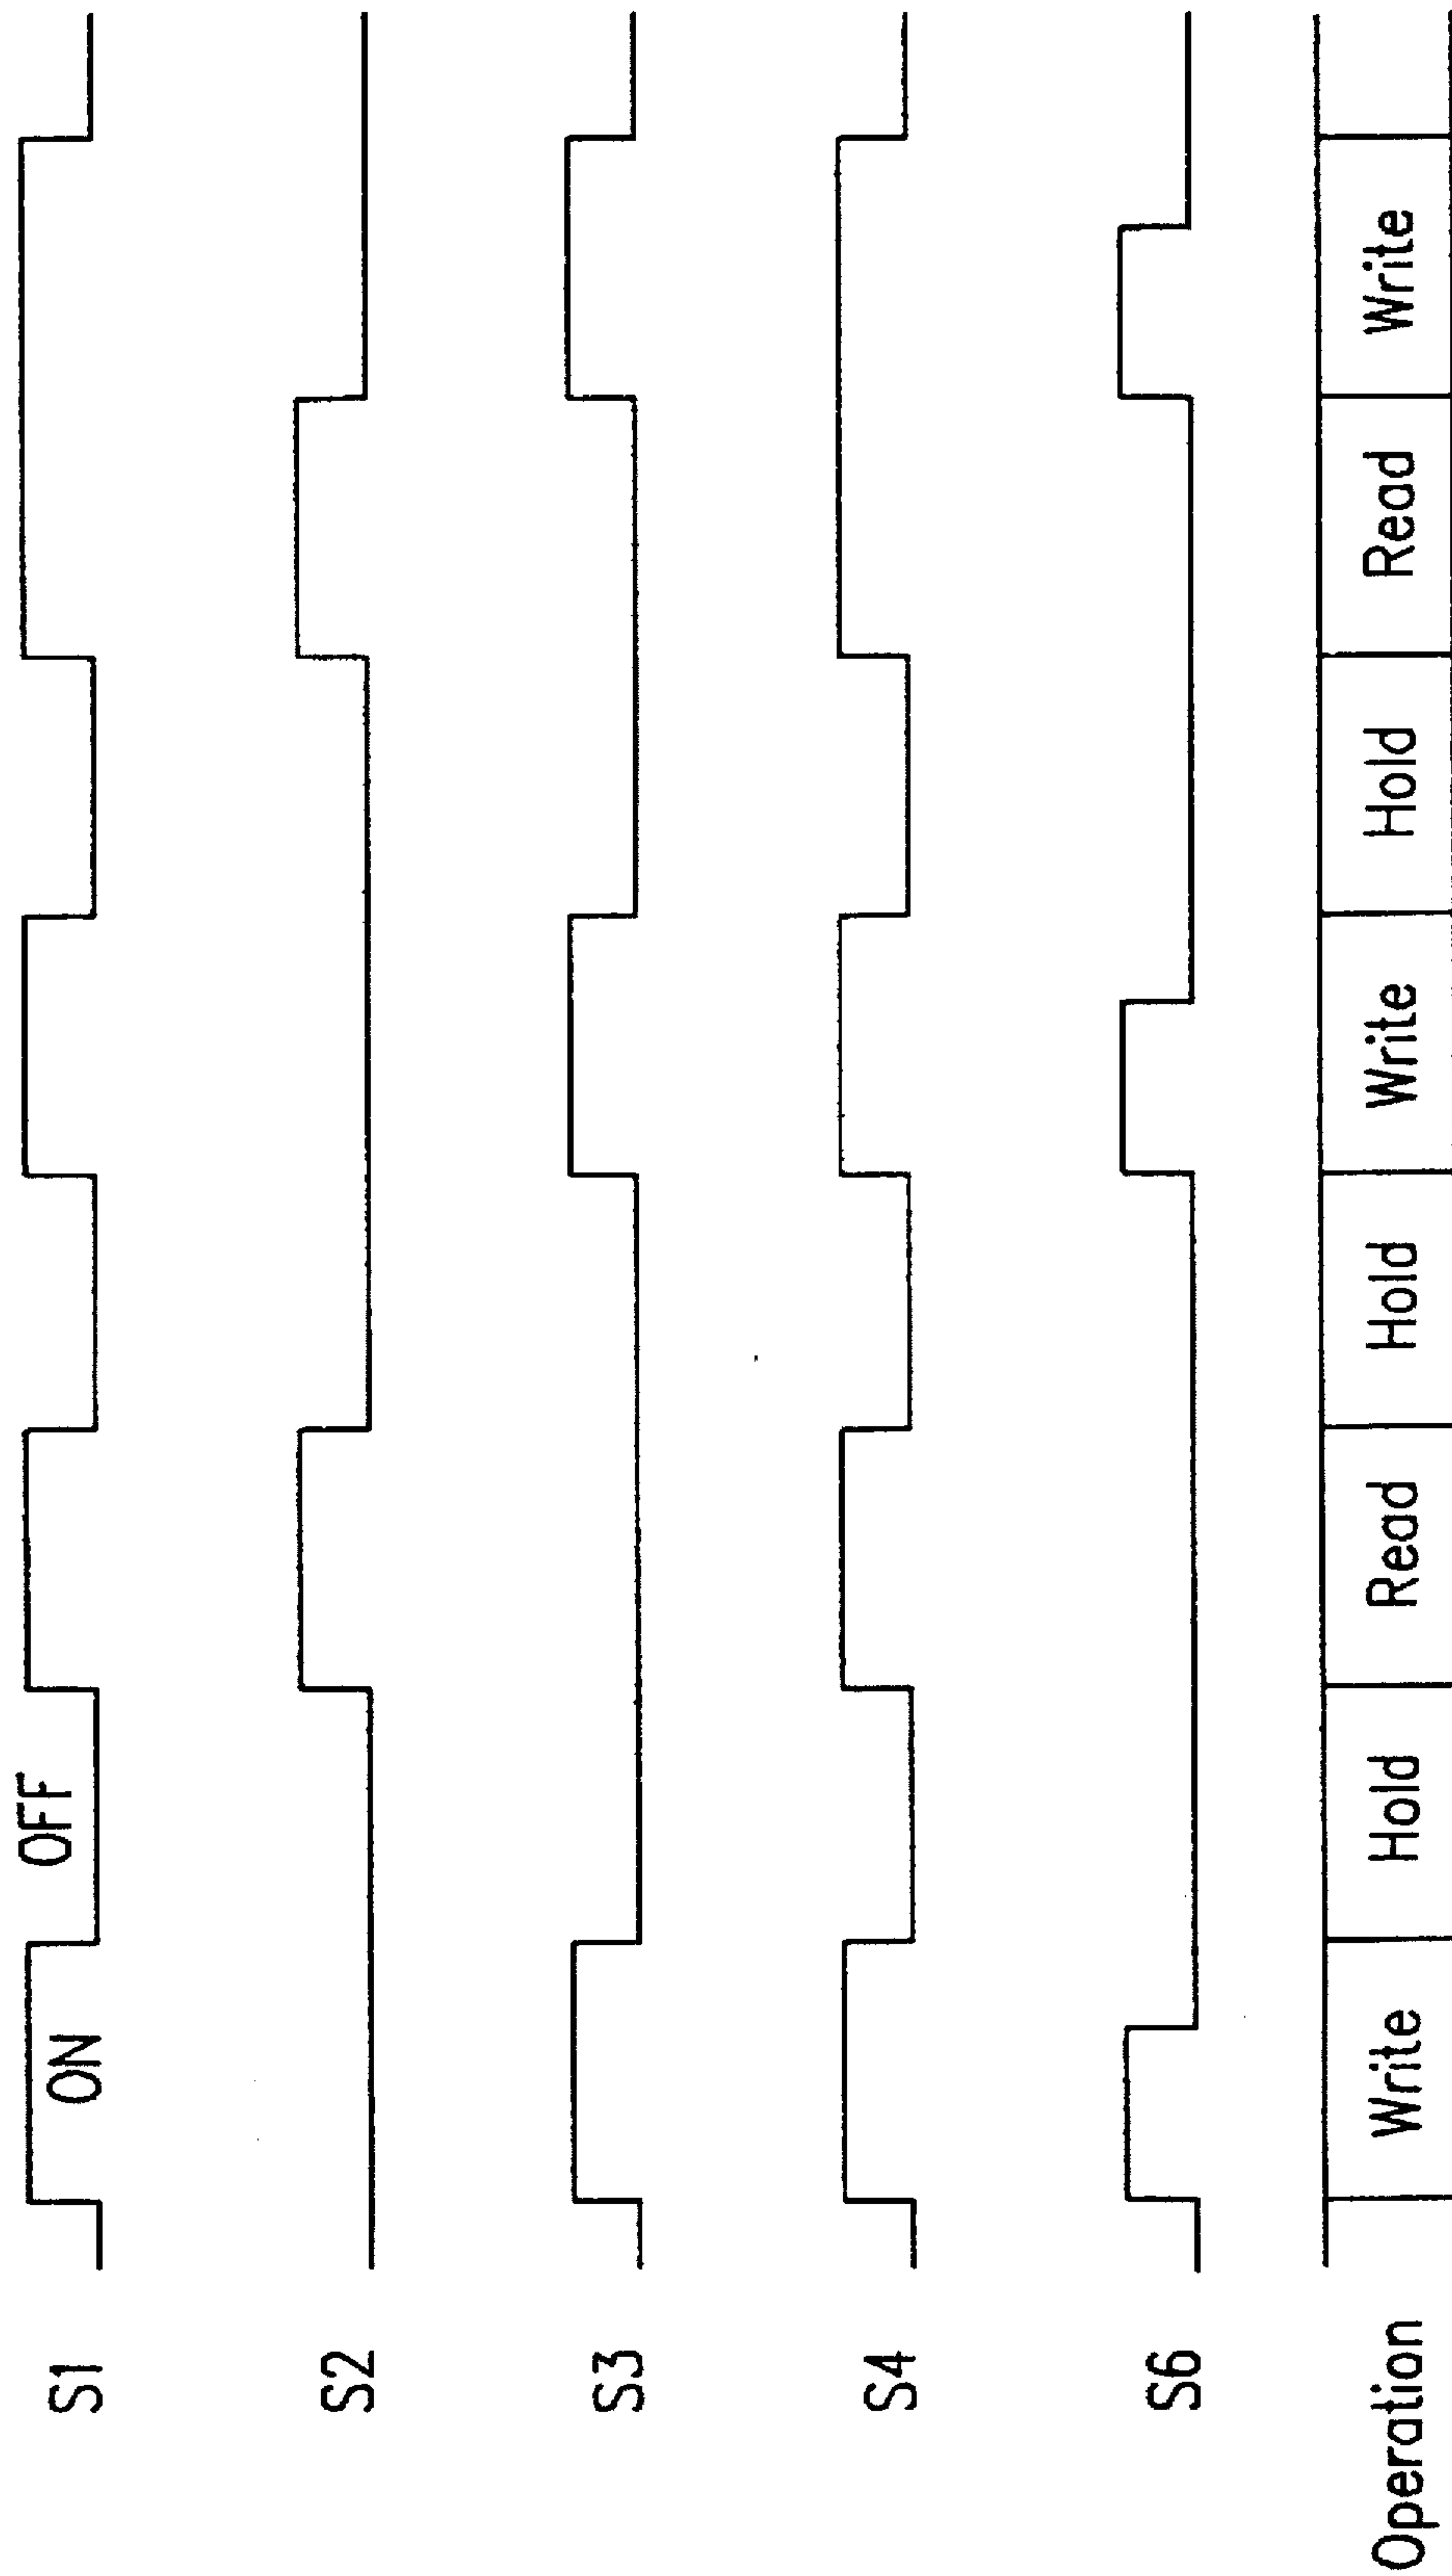 S1 ON OFF
S2
S3
S4
S6
Operation Write Hold Read Hold Write Hold Read Write